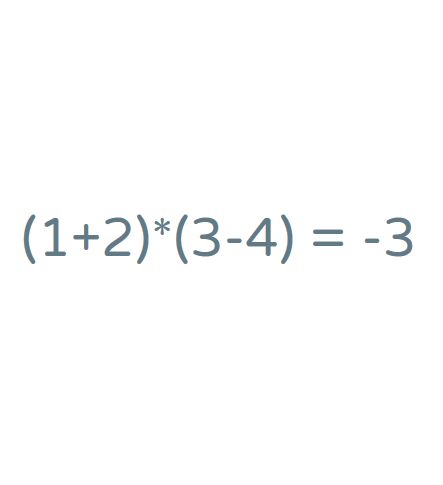 (1+2)*(3-4) = -3